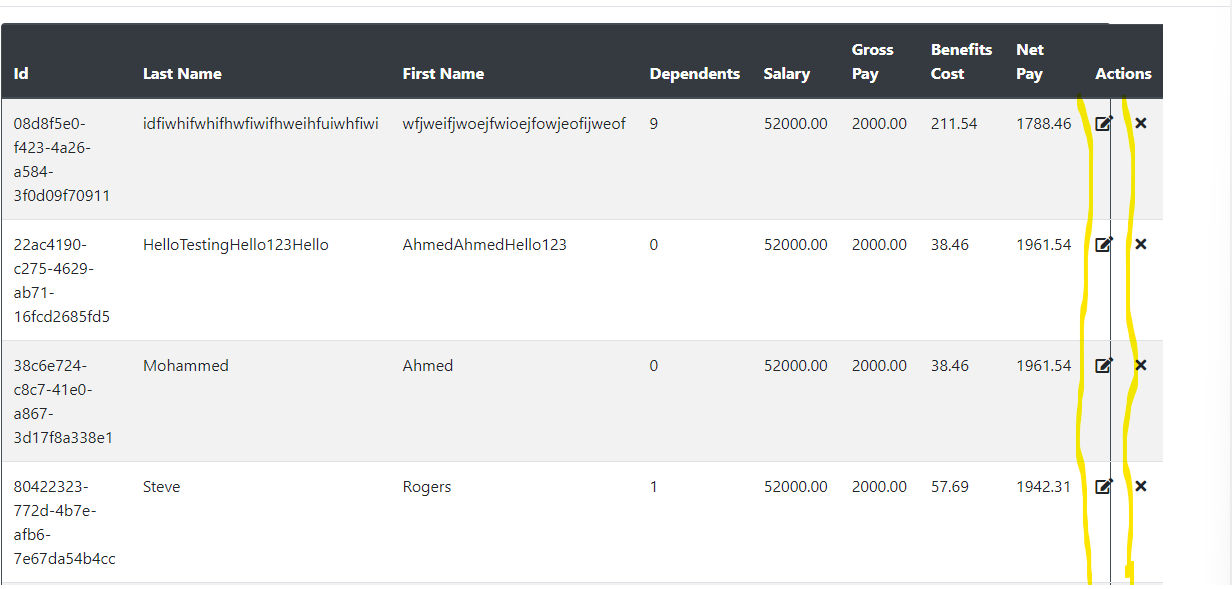 Id Last Name First Name Dependents Salary Gross Pay Benefits Cost Net Pay Actions
08d8f5e0- idfiwhifwhifhwfiwifhweihfuiwhfiwi wfjweifjwoejfwioejfowjeofijweof 9 52000.00 2000.00 211.54 1788.46
f423-4a26-
a584-
3f0d09f70911
22ac4190- HelloTestingHello123Hello AhmedAhmedHello123 0 52000.00 2000.00 38.46 1961.54
c275-4629-
ab71-
16fcd2685fd5
38c6e724- Mohammed Ahmed 0 52000.00 2000.00 38.46 1961.54
c8c7-41e0-
a867-
3d17f8a338e1
80422323- Steve Rogers 1 52000.00 2000.00 57.69 1942.31
772d-4b7e-
afb6-
7e67da54b4cc